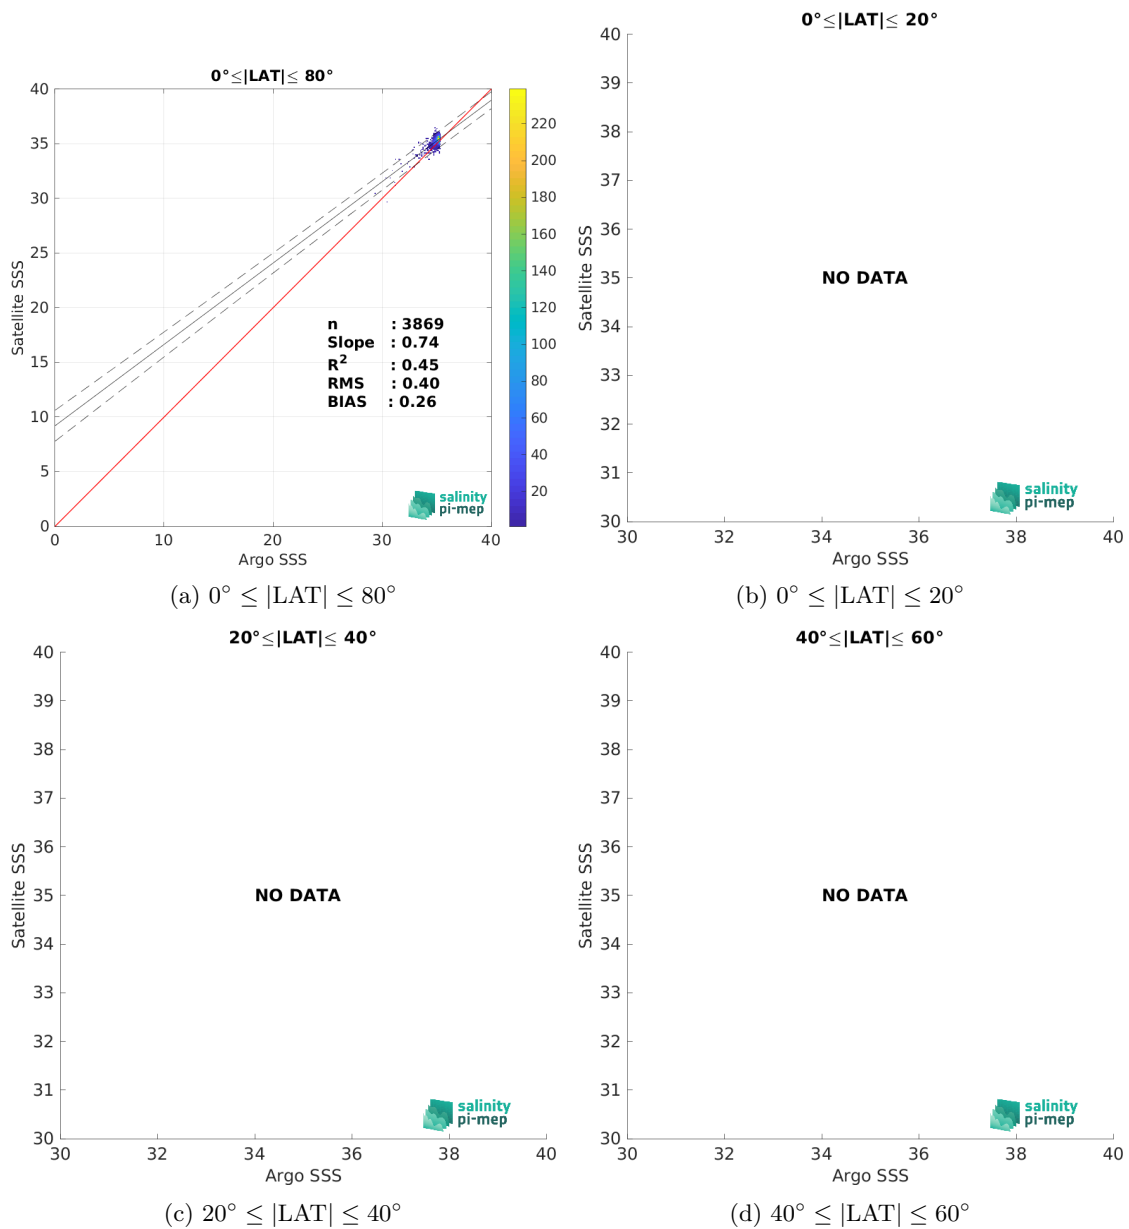 0°≤|LAT|≤ 80°
40
35
30
25
20
15
10
5
0
Satellite SSS
0
10
20
30
40
Argo SSS
n : 3869
Slope : 0.74
R² : 0.45
RMS : 0.40
BIAS : 0.26
salinity
pi-mep
220
200
180
160
140
120
100
80
60
40
20
(a) 0° ≤ |LAT| ≤ 80°
0°≤|LAT|≤ 20°
40
39
38
37
36
35
34
33
32
31
30
Satellite SSS
NO DATA
salinity
pi-mep
30
32
34
36
38
40
Argo SSS
(b) 0° ≤ |LAT| ≤ 20°
20°≤|LAT|≤ 40°
40
39
38
37
36
35
34
33
32
31
30
Satellite SSS
NO DATA
salinity
pi-mep
30
32
34
36
38
40
Argo SSS
(c) 20° ≤ |LAT| ≤ 40°
40°≤|LAT|≤ 60°
40
39
38
37
36
35
34
33
32
31
30
Satellite SSS
NO DATA
salinity
pi-mep
30
32
34
36
38
40
Argo SSS
(d) 40° ≤ |LAT| ≤ 60°